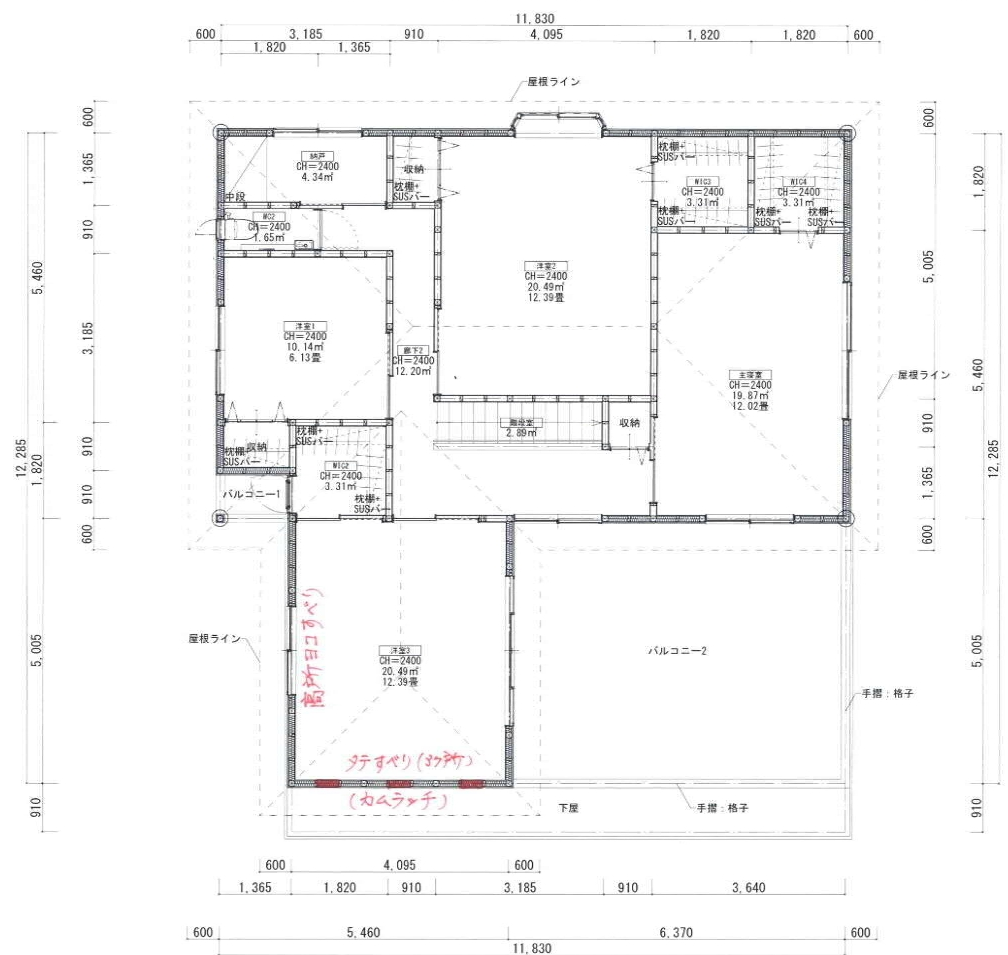 11,830
600 3,185 910 4,095 1,820 1,820 600
1,820 1,365
屋根ライン
600
1,365
910
5,460
3,185
12,285
1,820
910
910
600
5,005
910
600
1,820
5,005
5,460
910
12,285
1,365
600
5,005
910
納戸
CH=2400
4.34㎡
中段
収納
枕棚+
SUSバー
WC2
CH=2400
1.65㎡
枕棚+
SUSバー
WIC3
CH=2400
3.31㎡
枕棚+
SUSバー
WIC4
CH=2400
3.31㎡
枕棚+
SUSバー
枕棚+
SUSバー
洋室2
CH=2400
20.49㎡
12.39畳
洋室1
CH=2400
10.14㎡
6.13畳
廊下2
CH=2400
12.20㎡
主寝室
CH=2400
19.87㎡
12.02畳
屋根ライン
階段室
2.89㎡
収納
収納
枕棚+
SUSバー
枕棚+
SUSバー
WIC2
CH=2400
3.31㎡
枕棚+
SUSバー
バルコニー1
高所ヨコすべり
屋根ライン
洋室3
CH=2400
20.49㎡
12.39畳
バルコニー2
手摺:格子
タテすべり(3ケ所)
(カムラッチ)
下屋
手摺:格子
600 4,095 600
1,365 1,820 910 3,185 910 3,640
600 5,460 6,370 600
11,830